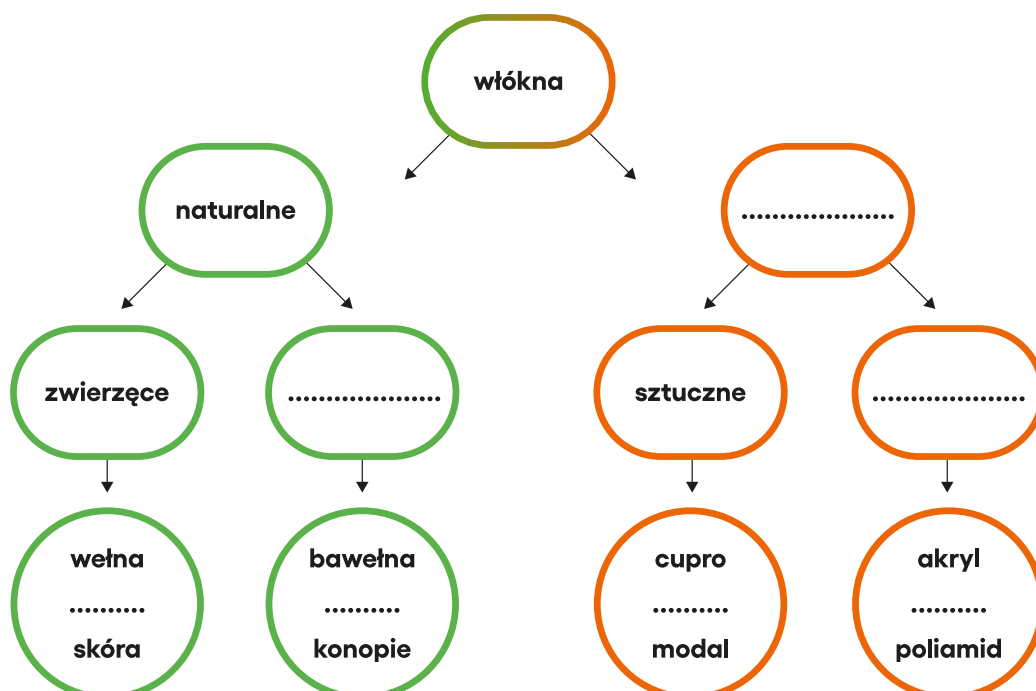 włókna
naturalne
....................
zwierzęce
....................
sztuczne
....................
wełna
..........
skóra
bawełna
..........
konopie
cupro
..........
modal
akryl
..........
poliamid